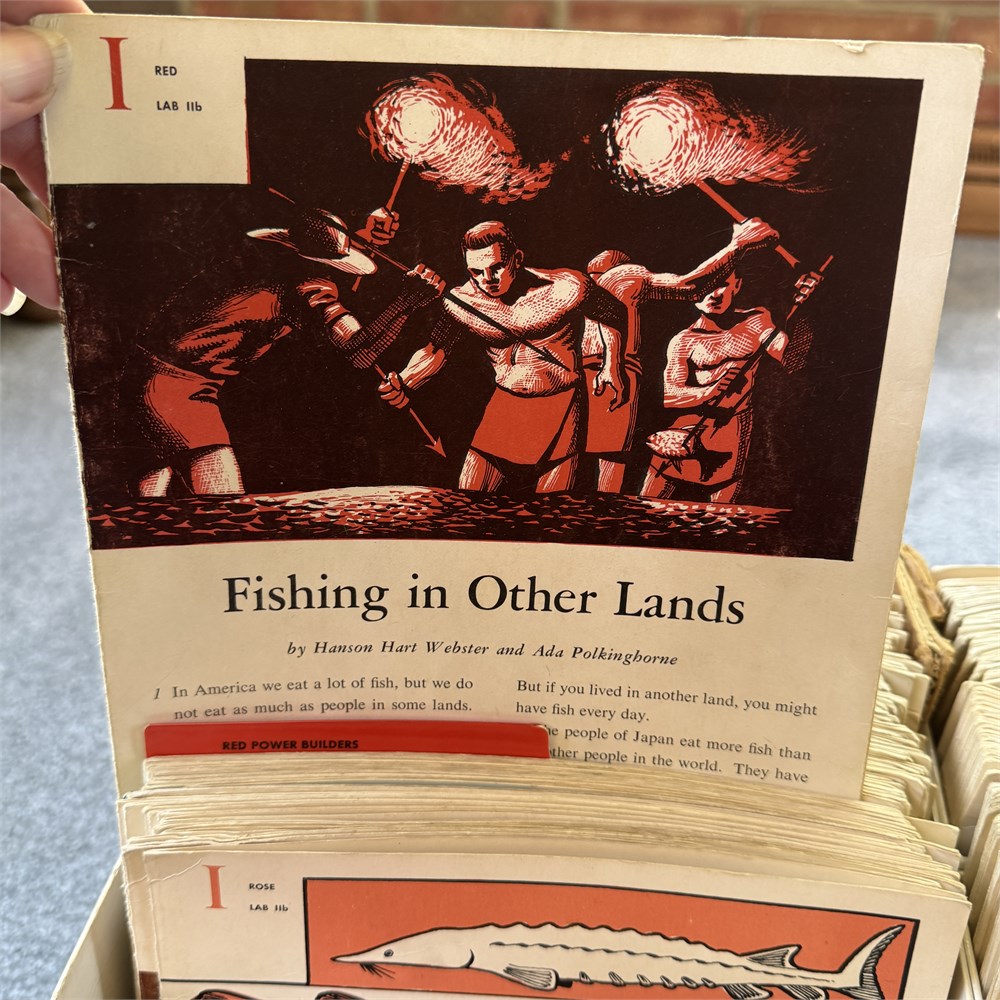 I
RED
LAB IIb
Fishing in Other Lands
by Hanson Hart Webster and Ada Polkinghorne
1 In America we eat a lot of fish, but we do
not eat as much as people in some lands.
But if you lived in another land, you might
have fish every day.
people of Japan eat more fish than
people in the world. They have
RED POWER BUILDERS
I
ROSE
LAB IIb